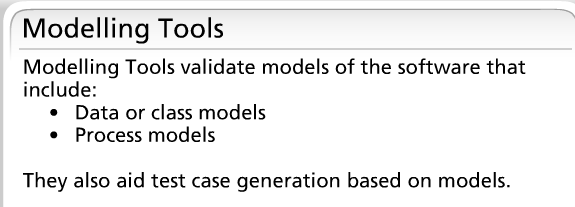 Modelling Tools
Modelling Tools validate models of the software that
include:
• Data or class models
• Process models
They also aid test case generation based on models.